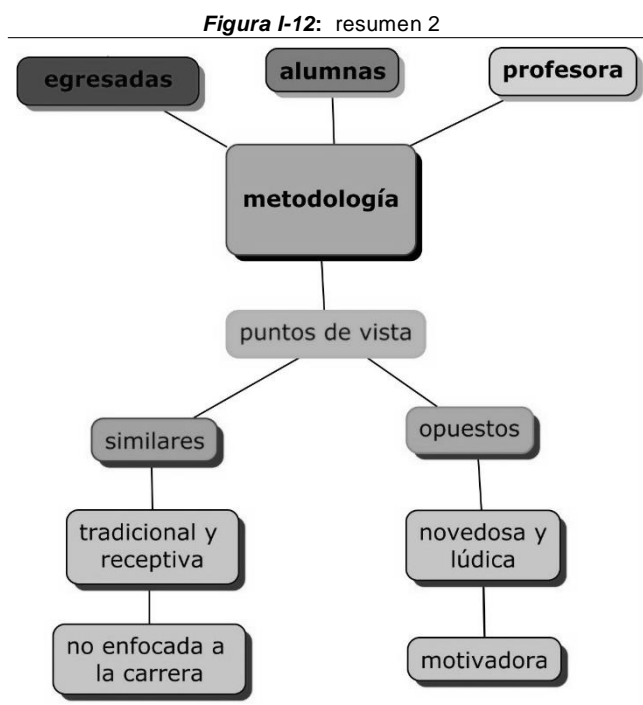 Figura I-12: resumen 2
egresadas
alumnas
profesora
metodología
puntos de vista
similares
opuestos
tradicional y
receptiva
novedosa y
lúdica
no enfocada a
la carrera
motivadora